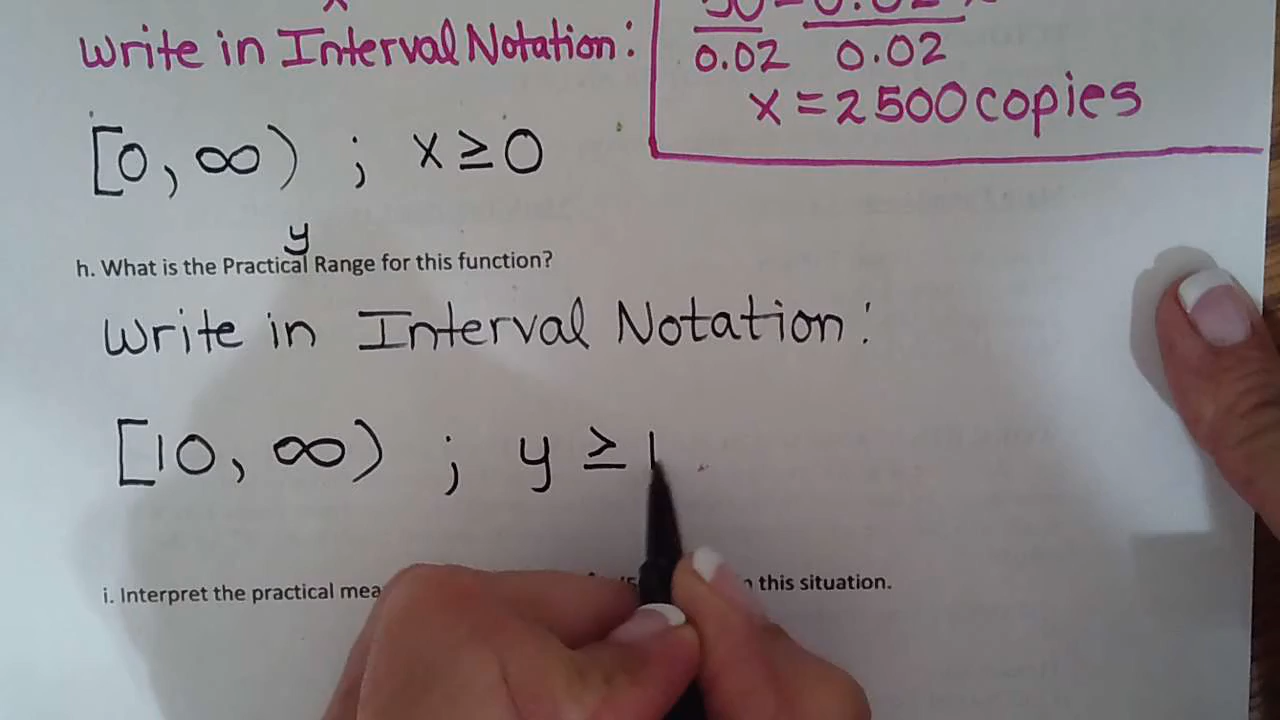 Write in Interval Notation:
0.02 0.02
x = 2500 copies
[0, ∞) ; x ≥ 0
y
h. What is the Practical Range for this function?
Write in Interval Notation:
[10, ∞) ; y ≥ 1
i. Interpret the practical this situation.